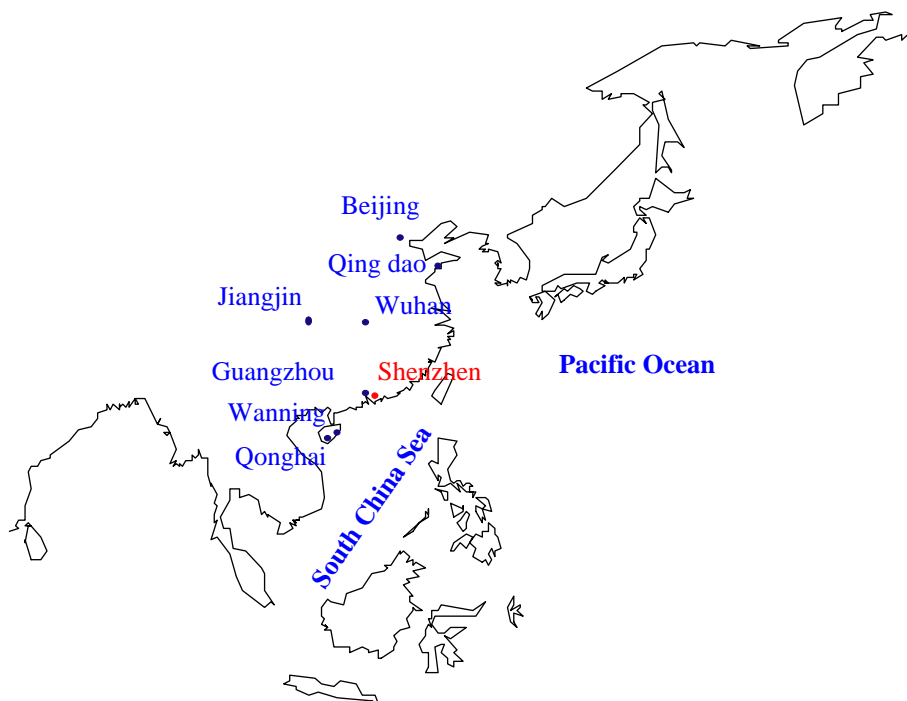 Beijing
Qing dao
Jiangjin
Wuhan
Pacific Ocean
Guangzhou
Shenzhen
Wanning
Qonghai
South China Sea